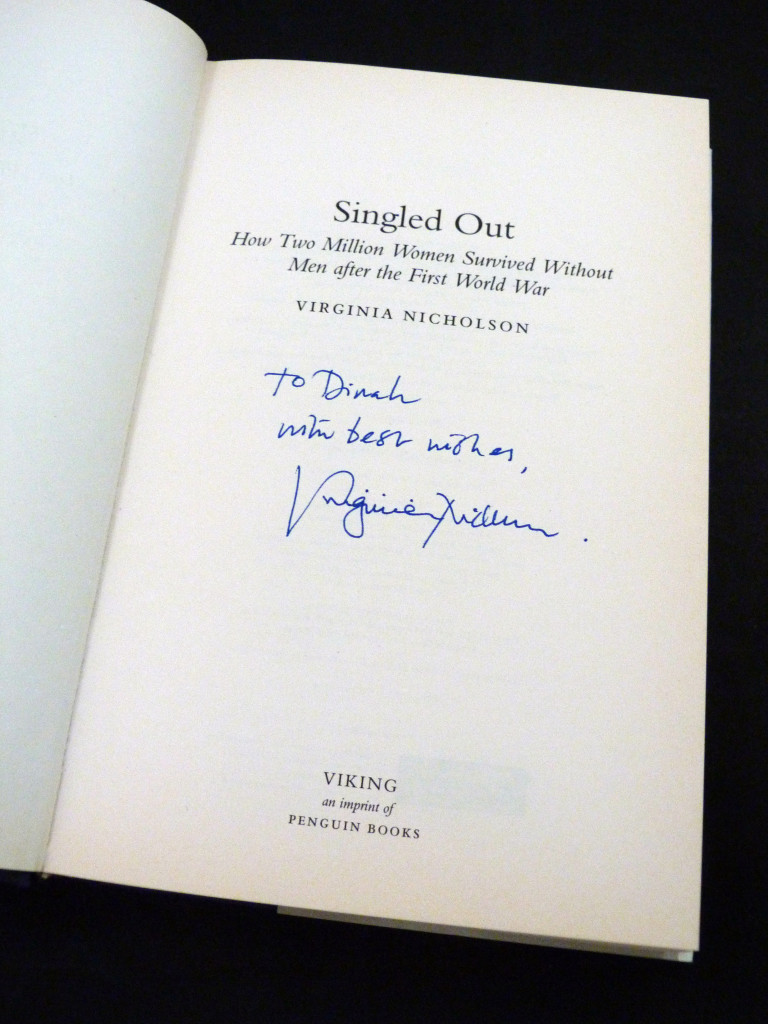 Singled Out
How Two Million Women Survived Without
Men after the First World War
VIRGINIA NICHOLSON
To Dinah
with best wishes,
Virginia Nicholson.
VIKING
an imprint of
PENGUIN BOOKS